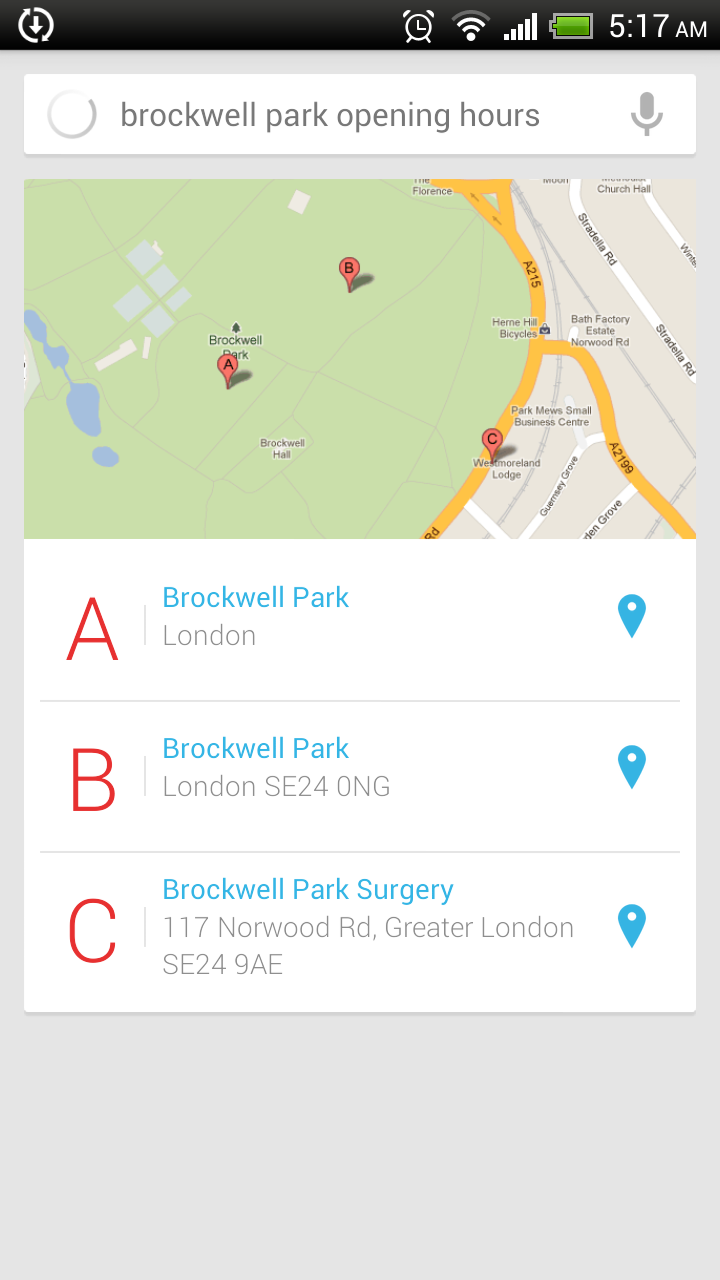 5:17 AM
brockwell park opening hours
The
Florence
Moon
Methodist
Church Hall
Stradella Rd
A215
Herne Hill
Bicycles
Bath Factory
Estate
Norwood Rd
Stradella Rd
B
Brockwell
Park
A
Park Mews Small
Business Centre
C
Westmoreland
Lodge
Brockwell
Hall
A2199
Guernsey Grove
den Grove
Rd
A
Brockwell Park
London
B
Brockwell Park
London SE24 0NG
C
Brockwell Park Surgery
117 Norwood Rd, Greater London
SE24 9AE